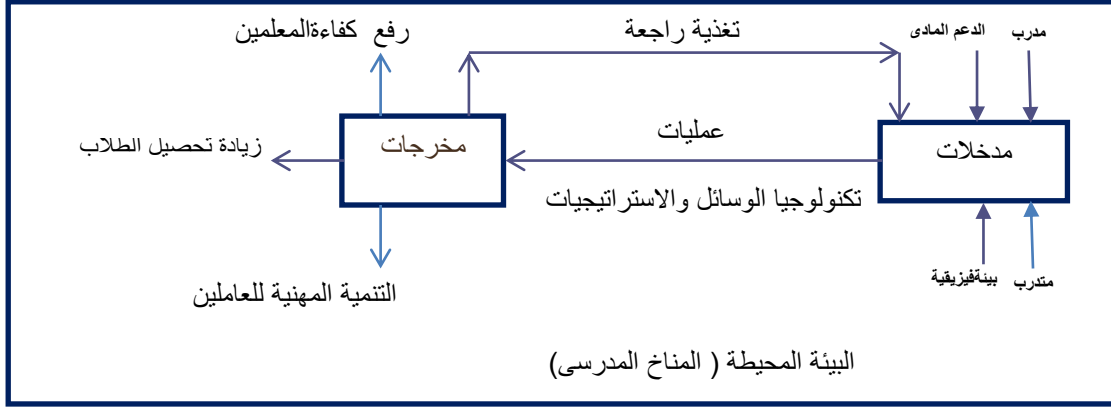 مدرب
الدعم المادى
تغذية راجعة
رفع كفاءةالمعلمين
مدخلات
عمليات
مخرجات
زيادة تحصيل الطلاب
تكنولوجيا الوسائل والاستراتيجيات
متدرب
بيئةفيزيقية
التنمية المهنية للعاملين
البيئة المحيطة ( المناخ المدرسى)